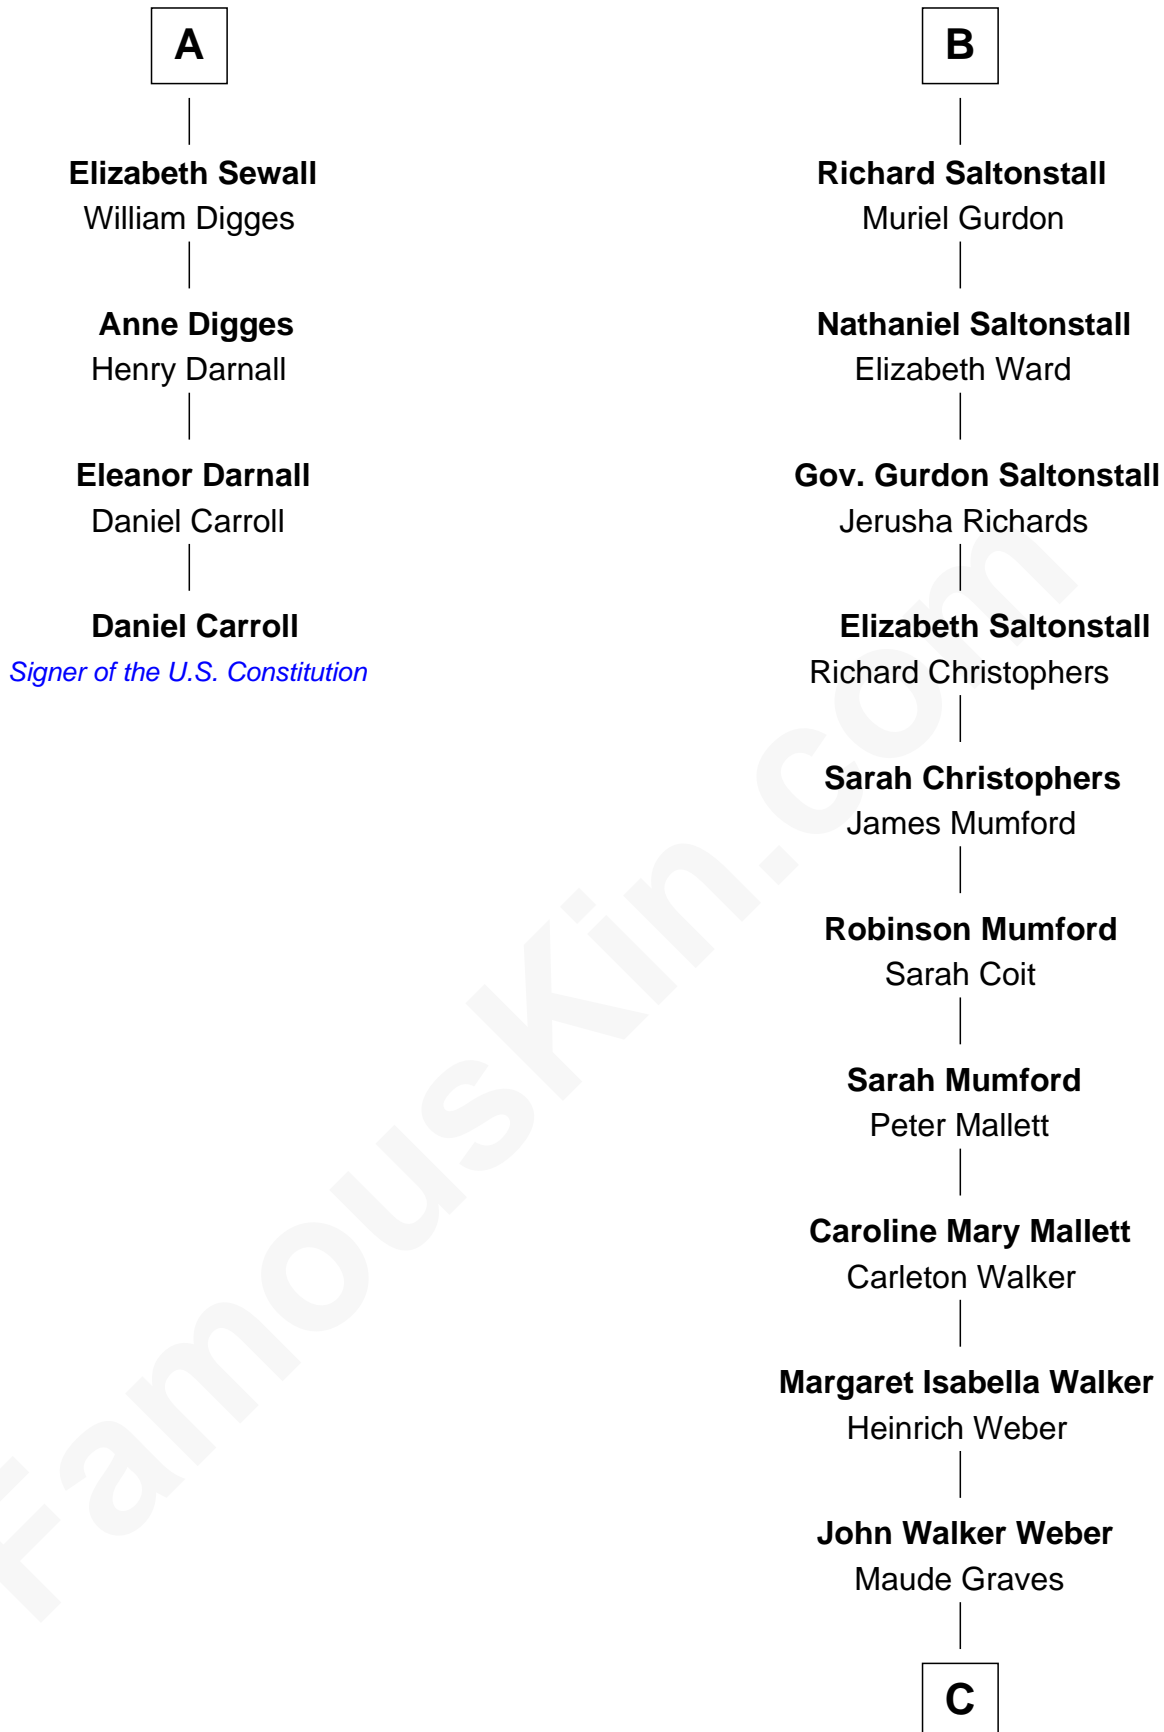 A
Elizabeth Sewall
William Digges
Anne Digges
Henry Darnall
Eleanor Darnall
Daniel Carroll
Daniel Carroll
Signer of the U.S. Constitution
B
Richard Saltonstall
Muriel Gurdon
Nathaniel Saltonstall
Elizabeth Ward
Gov. Gurdon Saltonstall
Jerusha Richards
Elizabeth Saltonstall
Richard Christophers
Sarah Christophers
James Mumford
Robinson Mumford
Sarah Coit
Sarah Mumford
Peter Mallett
Caroline Mary Mallett
Carleton Walker
Margaret Isabella Walker
Heinrich Weber
John Walker Weber
Maude Graves
C
FamousKin.com